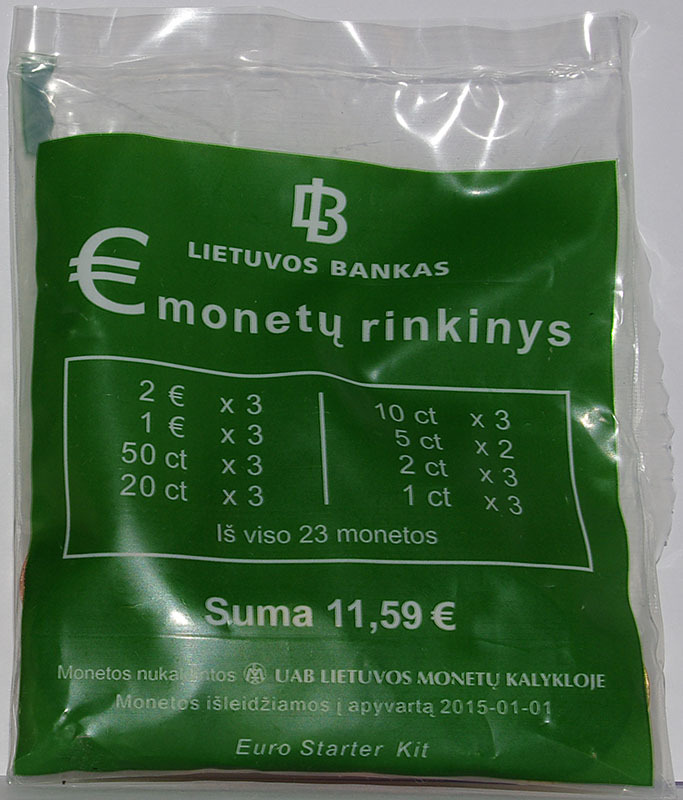 LIETUVOS BANKAS
€ monetų rinkinys
2 € x 3
1 € x 3
50 ct x 3
20 ct x 3
10 ct x 3
5 ct x 2
2 ct x 3
1 ct x 3
Iš viso 23 monetos
Suma 11,59 €
Monetos nukaldintos UAB LIETUVOS MONETŲ KALYKLOJE
Monetos išleidžiamos į apyvartą 2015-01-01
Euro Starter Kit